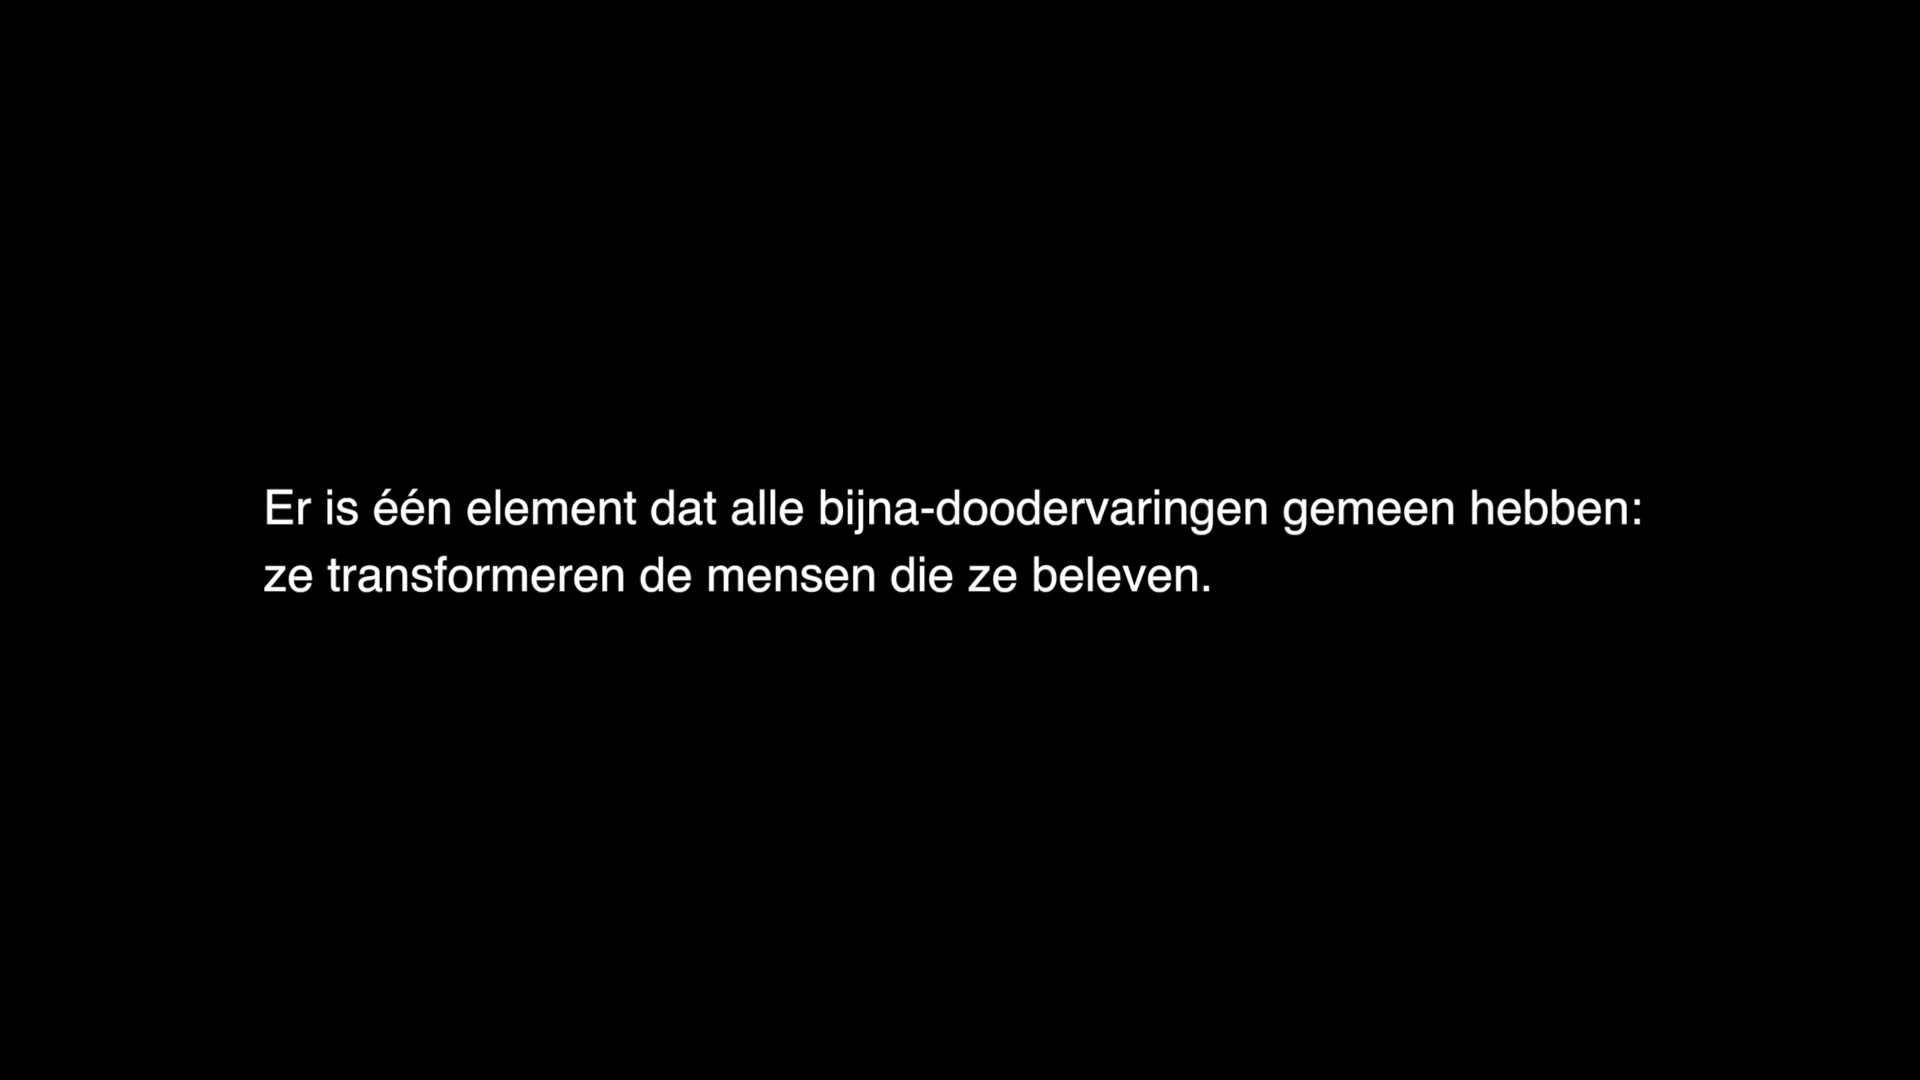 Er is één element dat alle bijna-doodervaringen gemeen hebben:
ze transformeren de mensen die ze beleven.